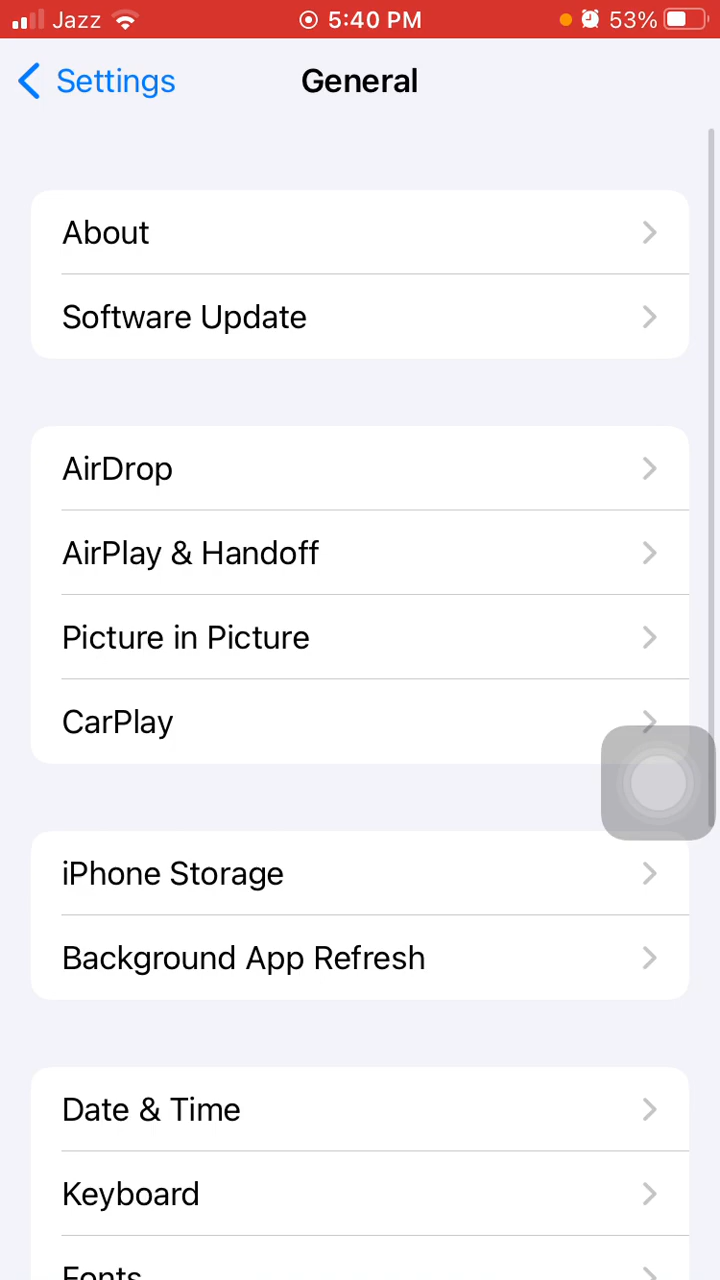 Jazz 5:40 PM 53%
Settings General
About
Software Update
AirDrop
AirPlay & Handoff
Picture in Picture
CarPlay
iPhone Storage
Background App Refresh
Date & Time
Keyboard
Fonts